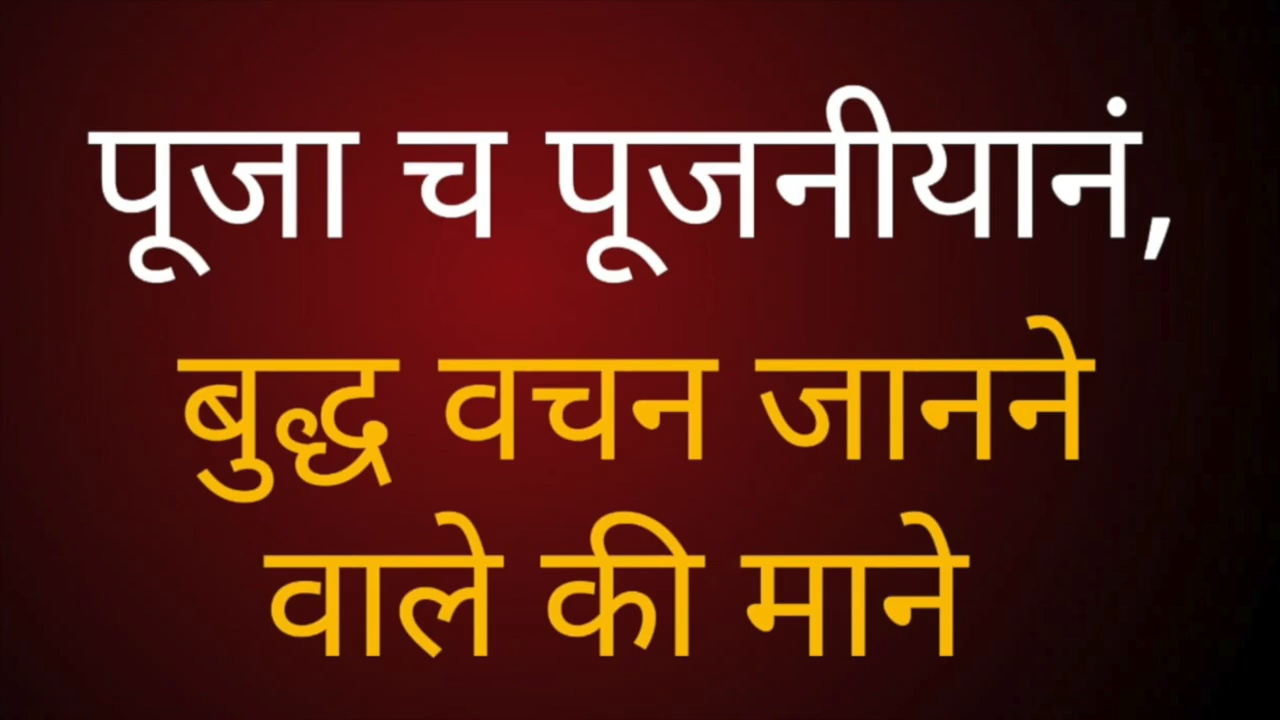 पूजा च पूजनीयानं,
बुद्ध वचन जानने
वाले की माने